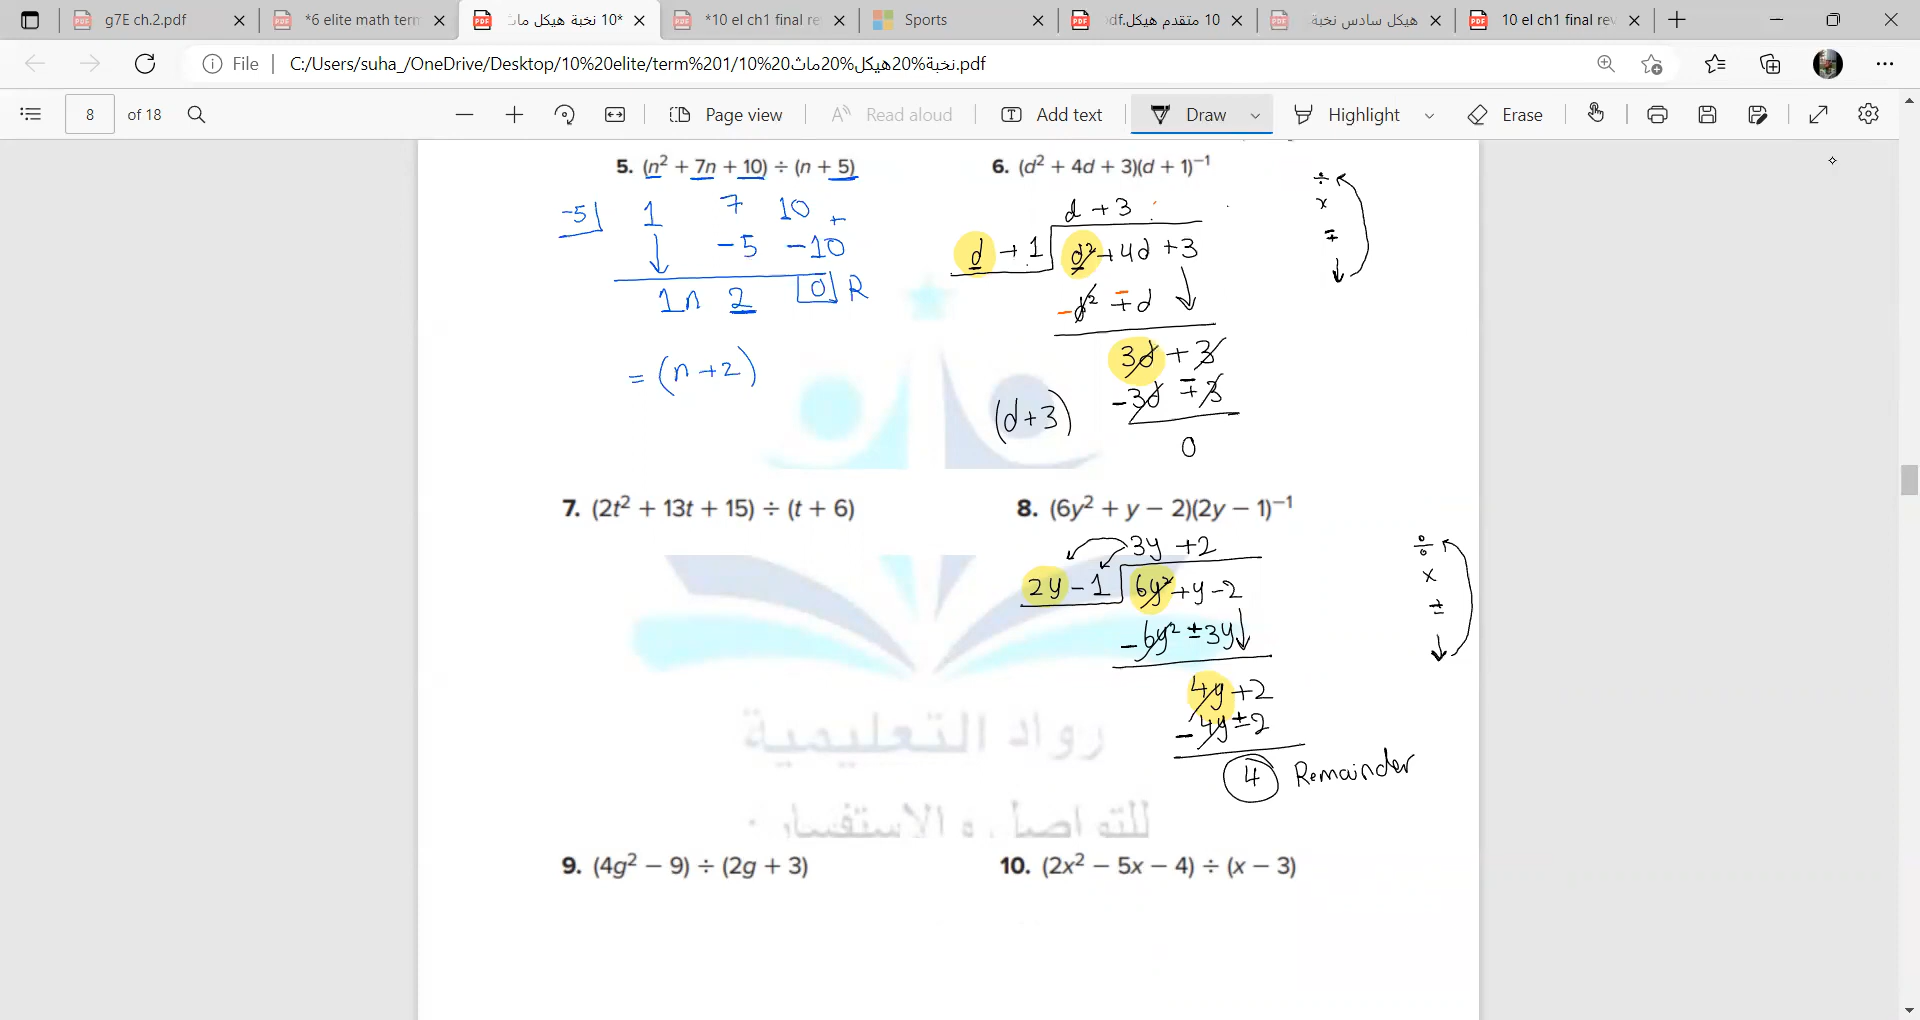 g7E ch.2.pdf
*6 elite math term
*10 نخبة هيكل ماث
*10 el ch1 final re
Sports
10 متقدم هيكل.pdf
هيكل سادس نخبة
10 el ch1 final rev
File
C:/Users/suha_/OneDrive/Desktop/10%20elite/term%201/10%20نخبة%20هيكل%20ماث.pdf
8 of 18
Page view
Read aloud
Add text
Draw
Highlight
Erase
5. (n² + 7n + 10) ÷ (n + 5)
-5 1 7 10 +
-5 -10
1n 2 0 R
= (n+2)
6. (d² + 4d + 3)(d + 1)⁻¹
÷
x
∓
d + 3
d + 1 d² + 4d + 3
- d² ∓ d
3d + 3
- 3d ∓ 3
0
(d+3)
7. (2t² + 13t + 15) ÷ (t + 6)
8. (6y² + y − 2)(2y − 1)⁻¹
÷
x
±
3y + 2
2y - 1 6y² + y - 2
- 6y² ± 3y
4y + 2
- 4y ± 2
4 Remainder
رواد التعليمية
للتواصل و الاستفسار :
9. (4g² − 9) ÷ (2g + 3)
10. (2x² − 5x − 4) ÷ (x − 3)